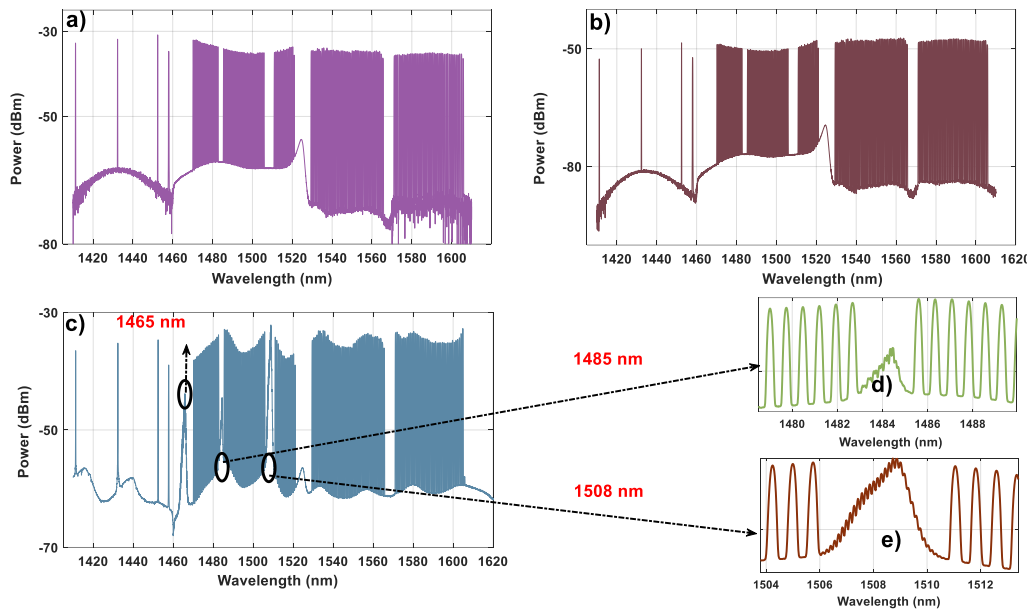 a)
-30
-50
-80
Power (dBm)
1420 1440 1460 1480 1500 1520 1540 1560 1580 1600
Wavelength (nm)
b)
-50
-80
Power (dBm)
1420 1440 1460 1480 1500 1520 1540 1560 1580 1600 1620
Wavelength (nm)
c)
1465 nm
-30
-50
-70
Power (dBm)
1420 1440 1460 1480 1500 1520 1540 1560 1580 1600 1620
Wavelength (nm)
1485 nm
d)
1480 1482 1484 1486 1488
Wavelength (nm)
1508 nm
e)
1504 1506 1508 1510 1512
Wavelength (nm)